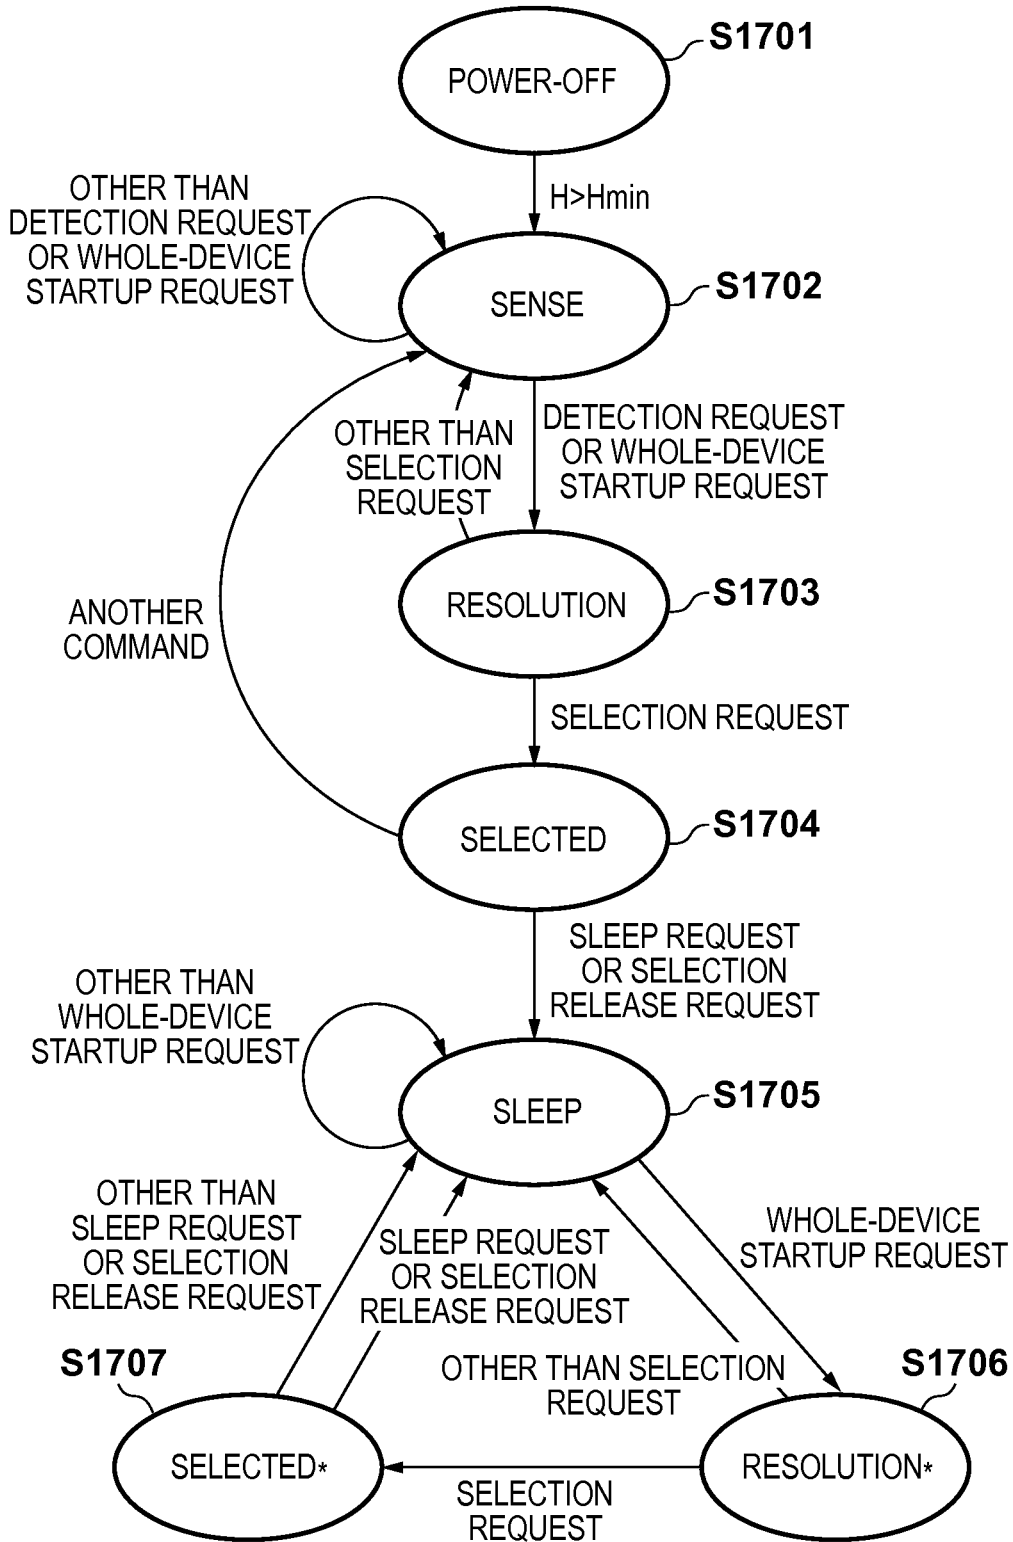 S1701
POWER-OFF
H>Hmin
OTHER THAN
DETECTION REQUEST
OR WHOLE-DEVICE
STARTUP REQUEST
SENSE
S1702
DETECTION REQUEST
OR WHOLE-DEVICE
STARTUP REQUEST
OTHER THAN
SELECTION
REQUEST
RESOLUTION
S1703
ANOTHER
COMMAND
SELECTION REQUEST
SELECTED
S1704
SLEEP REQUEST
OR SELECTION
RELEASE REQUEST
OTHER THAN
WHOLE-DEVICE
STARTUP REQUEST
SLEEP
S1705
OTHER THAN
SLEEP REQUEST
OR SELECTION
RELEASE REQUEST
SLEEP REQUEST
OR SELECTION
RELEASE REQUEST
WHOLE-DEVICE
STARTUP REQUEST
OTHER THAN SELECTION
REQUEST
S1707
S1706
SELECTED*
RESOLUTION*
SELECTION
REQUEST